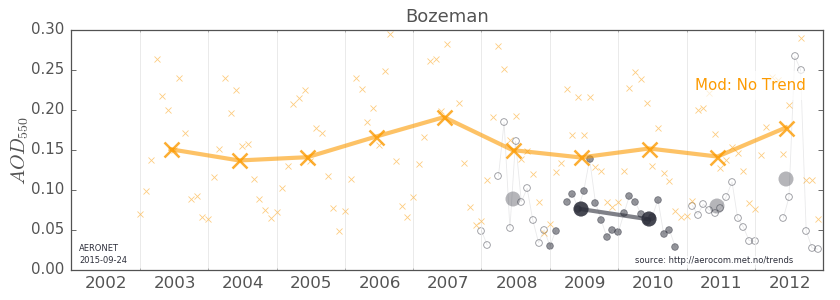 Bozeman
0.30
0.25
0.20
0.15
0.10
0.05
0.00
AOD550
Mod: No Trend
AERONET
2015-09-24
source: http://aerocom.met.no/trends
2002 2003 2004 2005 2006 2007 2008 2009 2010 2011 2012